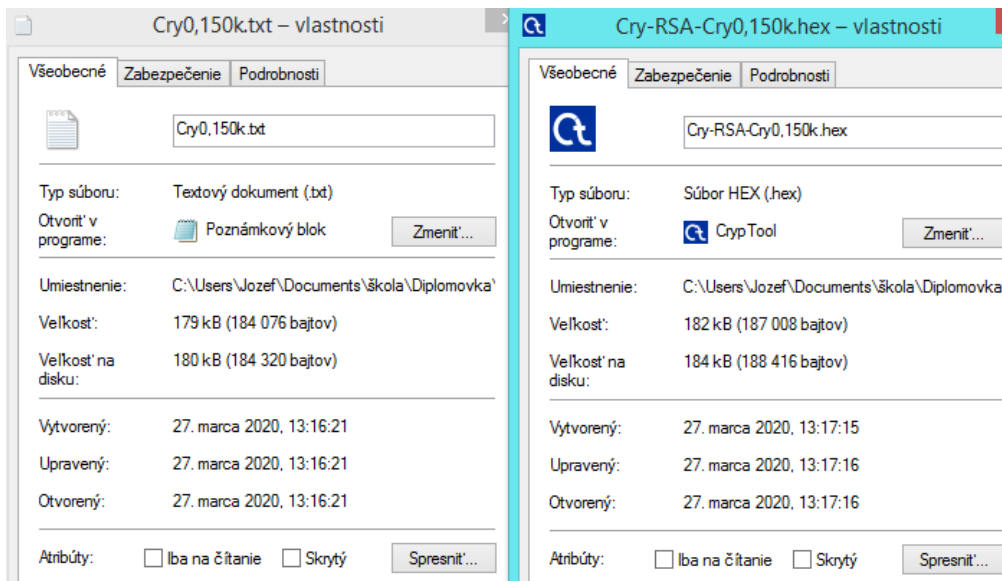 Cry0,150k.txt – vlastnosti
Všeobecné Zabezpečenie Podrobnosti
Cry0,150k.txt
Typ súboru: Textový dokument (.txt)
Otvoriť v programe: Poznámkový blok Zmeniť...
Umiestnenie: C:\Users\Jozef\Documents\škola\Diplomovka\
Veľkosť: 179 kB (184 076 bajtov)
Veľkosť na disku: 180 kB (184 320 bajtov)
Vytvorený: 27. marca 2020, 13:16:21
Upravený: 27. marca 2020, 13:16:21
Otvorený: 27. marca 2020, 13:16:21
Atribúty: Iba na čítanie Skrytý Spresniť...
Cry-RSA-Cry0,150k.hex – vlastnosti
Všeobecné Zabezpečenie Podrobnosti
Cry-RSA-Cry0,150k.hex
Typ súboru: Súbor HEX (.hex)
Otvoriť v programe: CrypTool Zmeniť...
Umiestnenie: C:\Users\Jozef\Documents\škola\Diplomovka
Veľkosť: 182 kB (187 008 bajtov)
Veľkosť na disku: 184 kB (188 416 bajtov)
Vytvorený: 27. marca 2020, 13:17:15
Upravený: 27. marca 2020, 13:17:16
Otvorený: 27. marca 2020, 13:17:16
Atribúty: Iba na čítanie Skrytý Spresniť...